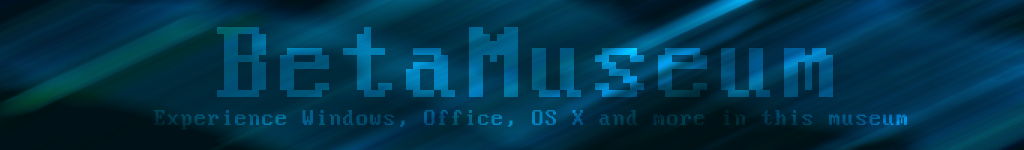 BetaMuseum
Experience Windows, Office, OS X and more in this museum